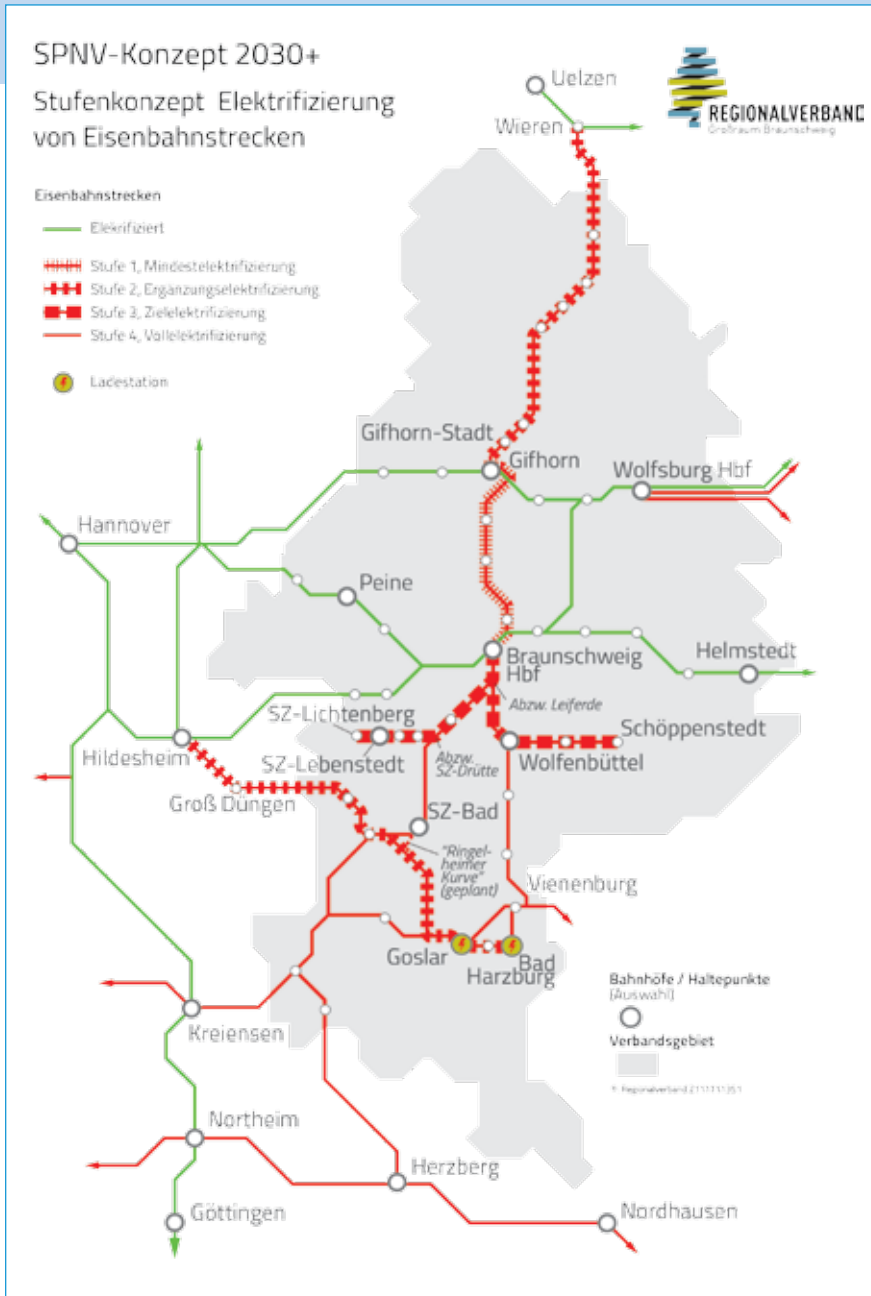 SPNV-Konzept 2030+
Stufenkonzept Elektrifizierung
von Eisenbahnstrecken
REGIONALVERBAND
Großraum Braunschweig
Eisenbahnstrecken
Elekrifiziert
Stufe 1, Mindestelektrifizierung
Stufe 2, Ergänzungselektrifizierung
Stufe 3, Zielelektrifizierung
Stufe 4, Vollelektrifizierung
Ladestation
Uelzen
Wieren
Gifhorn-Stadt
Gifhorn
Wolfsburg Hbf
Hannover
Peine
Braunschweig
Hbf
Helmstedt
Abzw. Leiferde
SZ-Lichtenberg
Schöppenstedt
Hildesheim
SZ-Lebenstedt
Abzw.
SZ-Drütte
Wolfenbüttel
Groß Düngen
SZ-Bad
"Ringel-
heimer
Kurve"
(geplant)
Vienenburg
Goslar
Bad
Harzburg
Kreiensen
Bahnhöfe / Haltepunkte
(Auswahl)
Verbandsgebiet
Northeim
Herzberg
Göttingen
Nordhausen